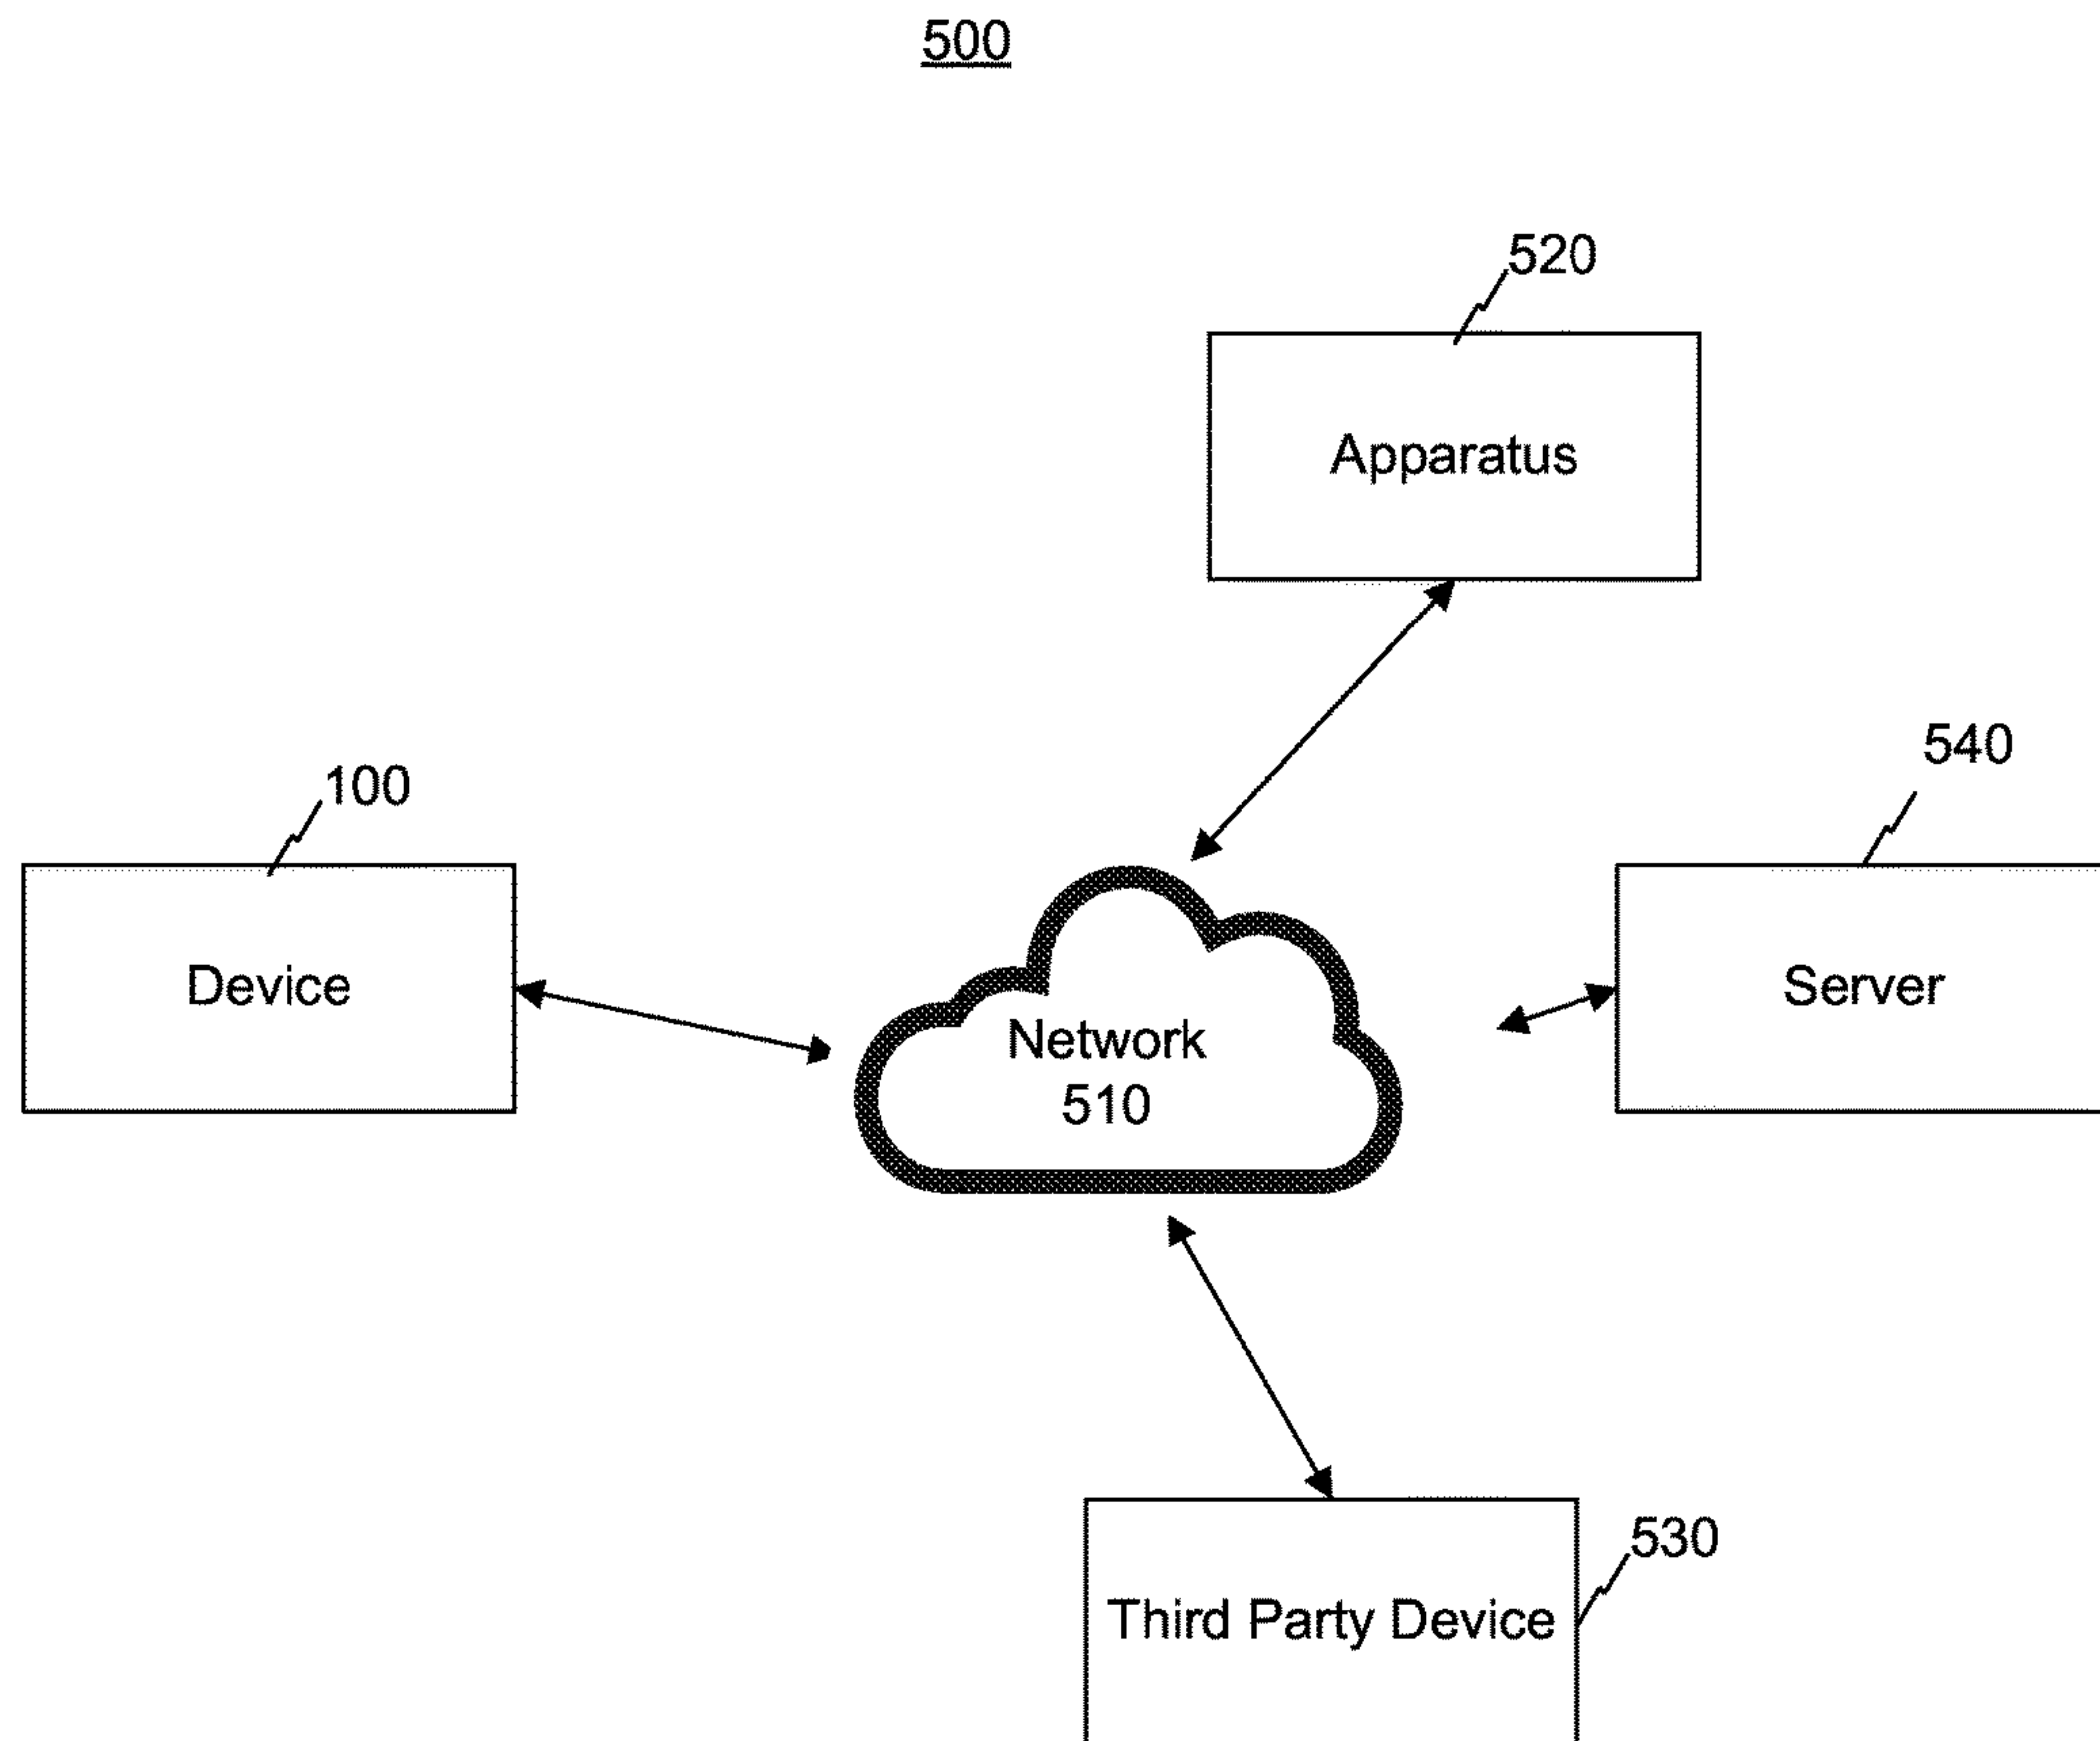 500
520
Apparatus
540
100
Device
Server
Network
510
530
Third Party Device